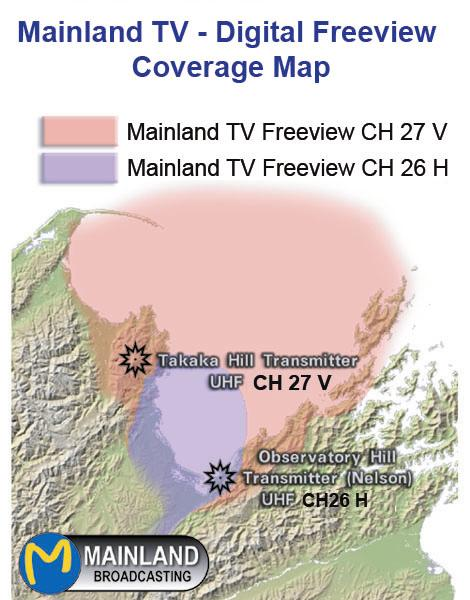 Mainland TV - Digital Freeview
Coverage Map
Mainland TV Freeview CH 27 V
Mainland TV Freeview CH 26 H
Takaka Hill Transmitter
UHF CH 27 V
Observatory Hill
Transmitter (Nelson)
UHF CH26 H
M MAINLAND
BROADCASTING